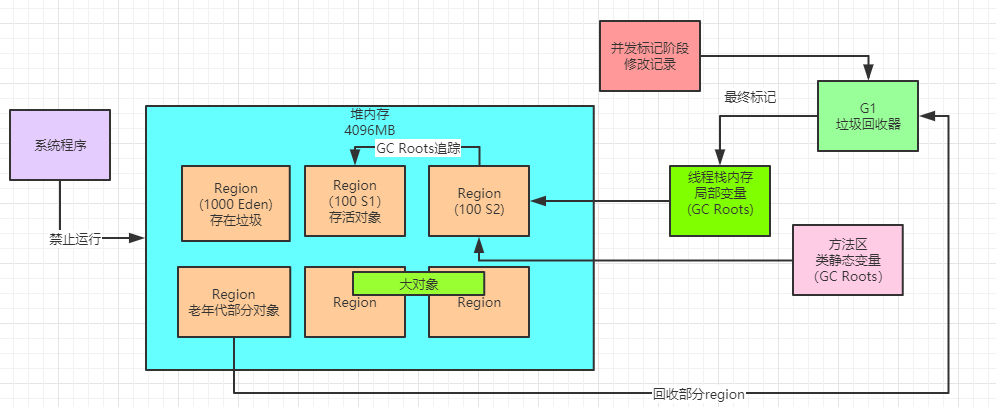 并发标记阶段
修改记录
最终标记
G1
垃圾回收器
系统程序
禁止运行
堆内存
4096MB
GC Roots追踪
Region
(1000 Eden)
存在垃圾
Region
(100 S1)
存活对象
Region
(100 S2)
线程栈内存
局部变量
(GC Roots)
方法区
类静态变量
(GC Roots)
Region
老年代部分对象
大对象
Region
Region
回收部分region